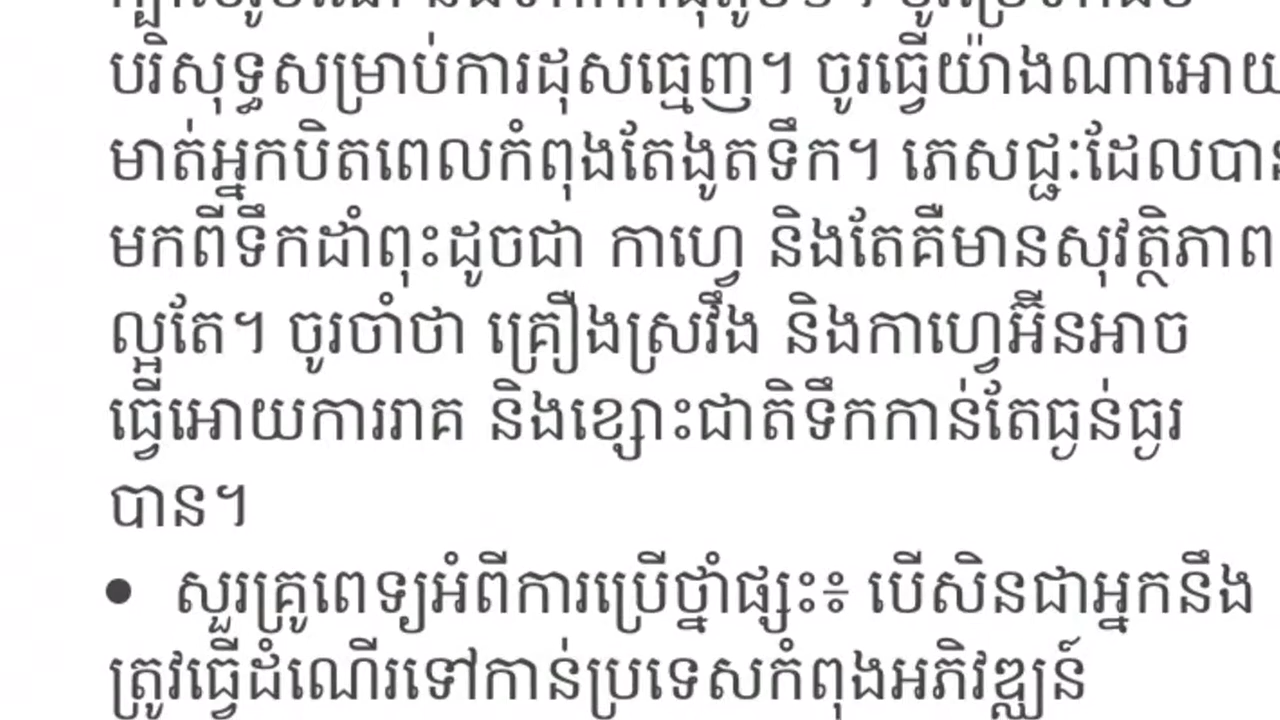 បរិសុទ្ធសម្រាប់ការដុសធ្មេញ។ ចូរធ្វើយ៉ាងណាអោយ
មាត់អ្នកបិតពេលកំពុងតែងូតទឹក។ ភេសជ្ជៈដែលបាន
មកពីទឹកដាំពុះដូចជា កាហ្វេ និងតែគឺមានសុវត្ថិភាព
ល្អតែ។ ចូរចាំថា គ្រឿងស្រវឹង និងកាហ្វេអ៊ីនអាច
ធ្វើអោយការរាគ និងខ្សោះជាតិទឹកកាន់តែធ្ងន់ធ្ងរ
បាន។
• សួរគ្រូពេទ្យអំពីការប្រើថ្នាំផ្សះ៖ បើសិនជាអ្នកនឹង
ត្រូវធ្វើដំណើរទៅកាន់ប្រទេសកំពុងអភិវឌ្ឈន៍